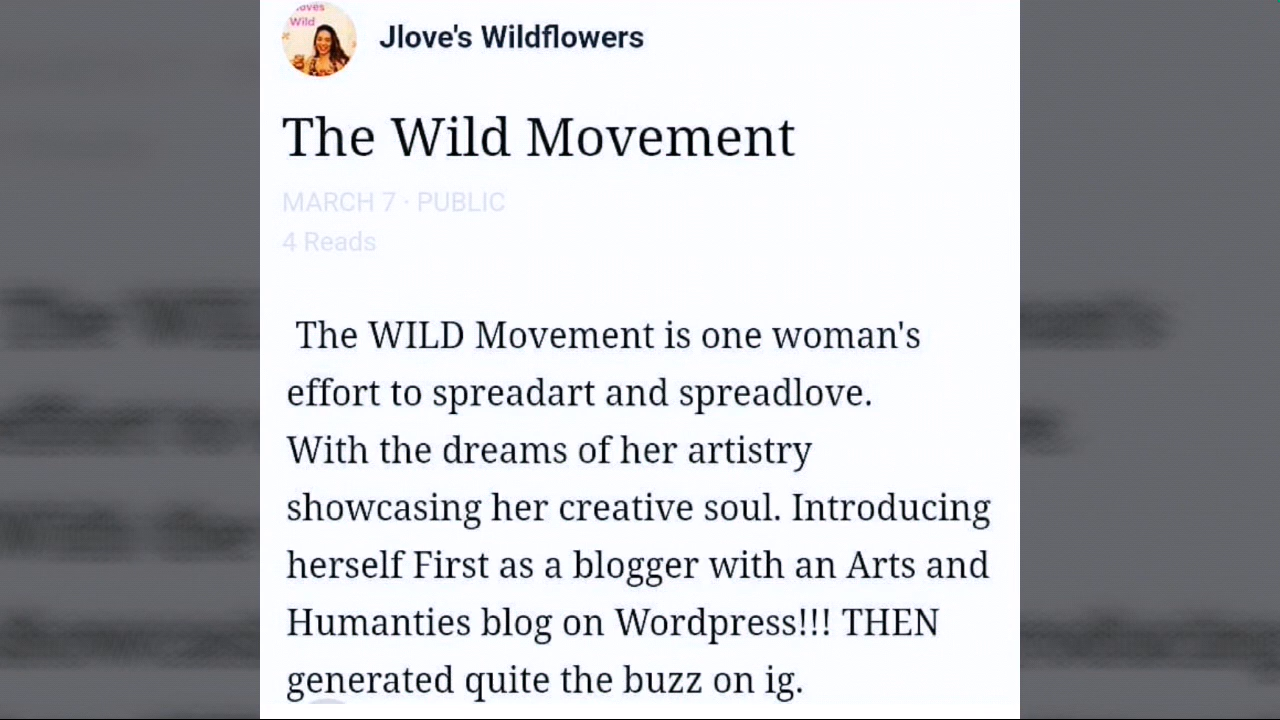 loves
Wild
Jlove's Wildflowers
The Wild Movement
MARCH 7 · PUBLIC
4 Reads
The WILD Movement is one woman's
effort to spreadart and spreadlove.
With the dreams of her artistry
showcasing her creative soul. Introducing
herself First as a blogger with an Arts and
Humanties blog on Wordpress!!! THEN
generated quite the buzz on ig.